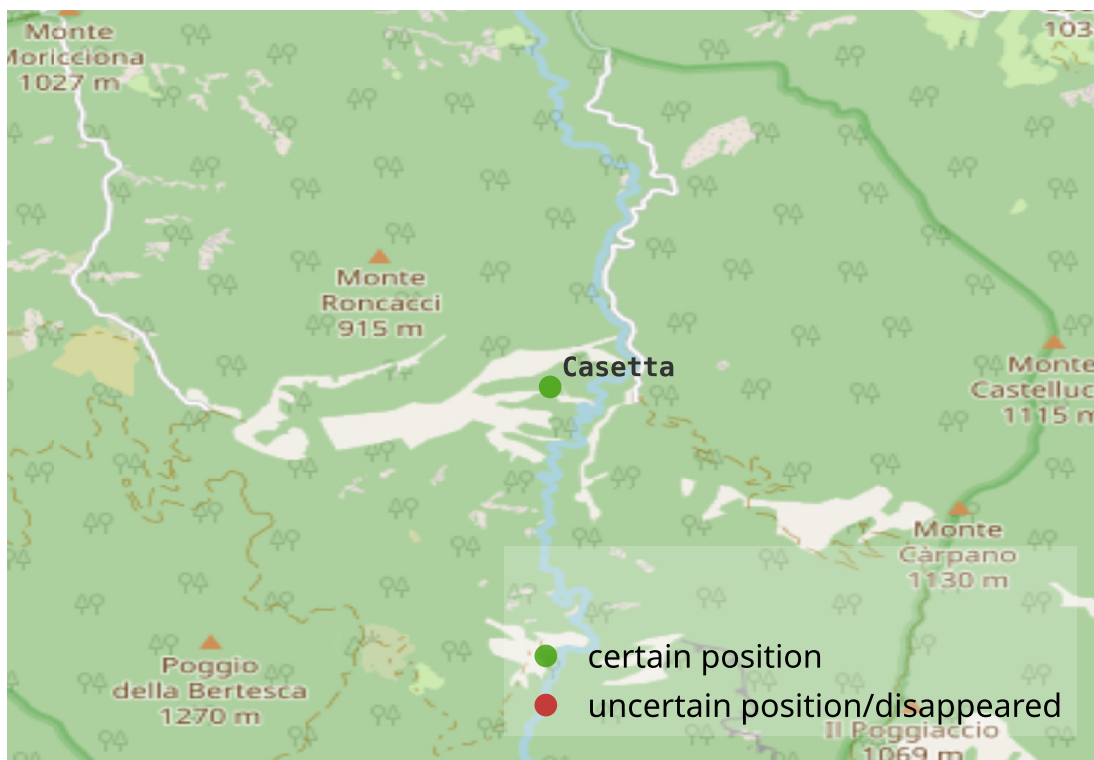 Monte
Moricciona
1027 m
103
Monte
Roncacci
915 m
Casetta
Monte
Castelluc
1115 m
Monte
Càrpano
1130 m
Poggio
della Bertesca
1270 m
certain position
uncertain position/disappeared
Il Poggiaccio
1069 m